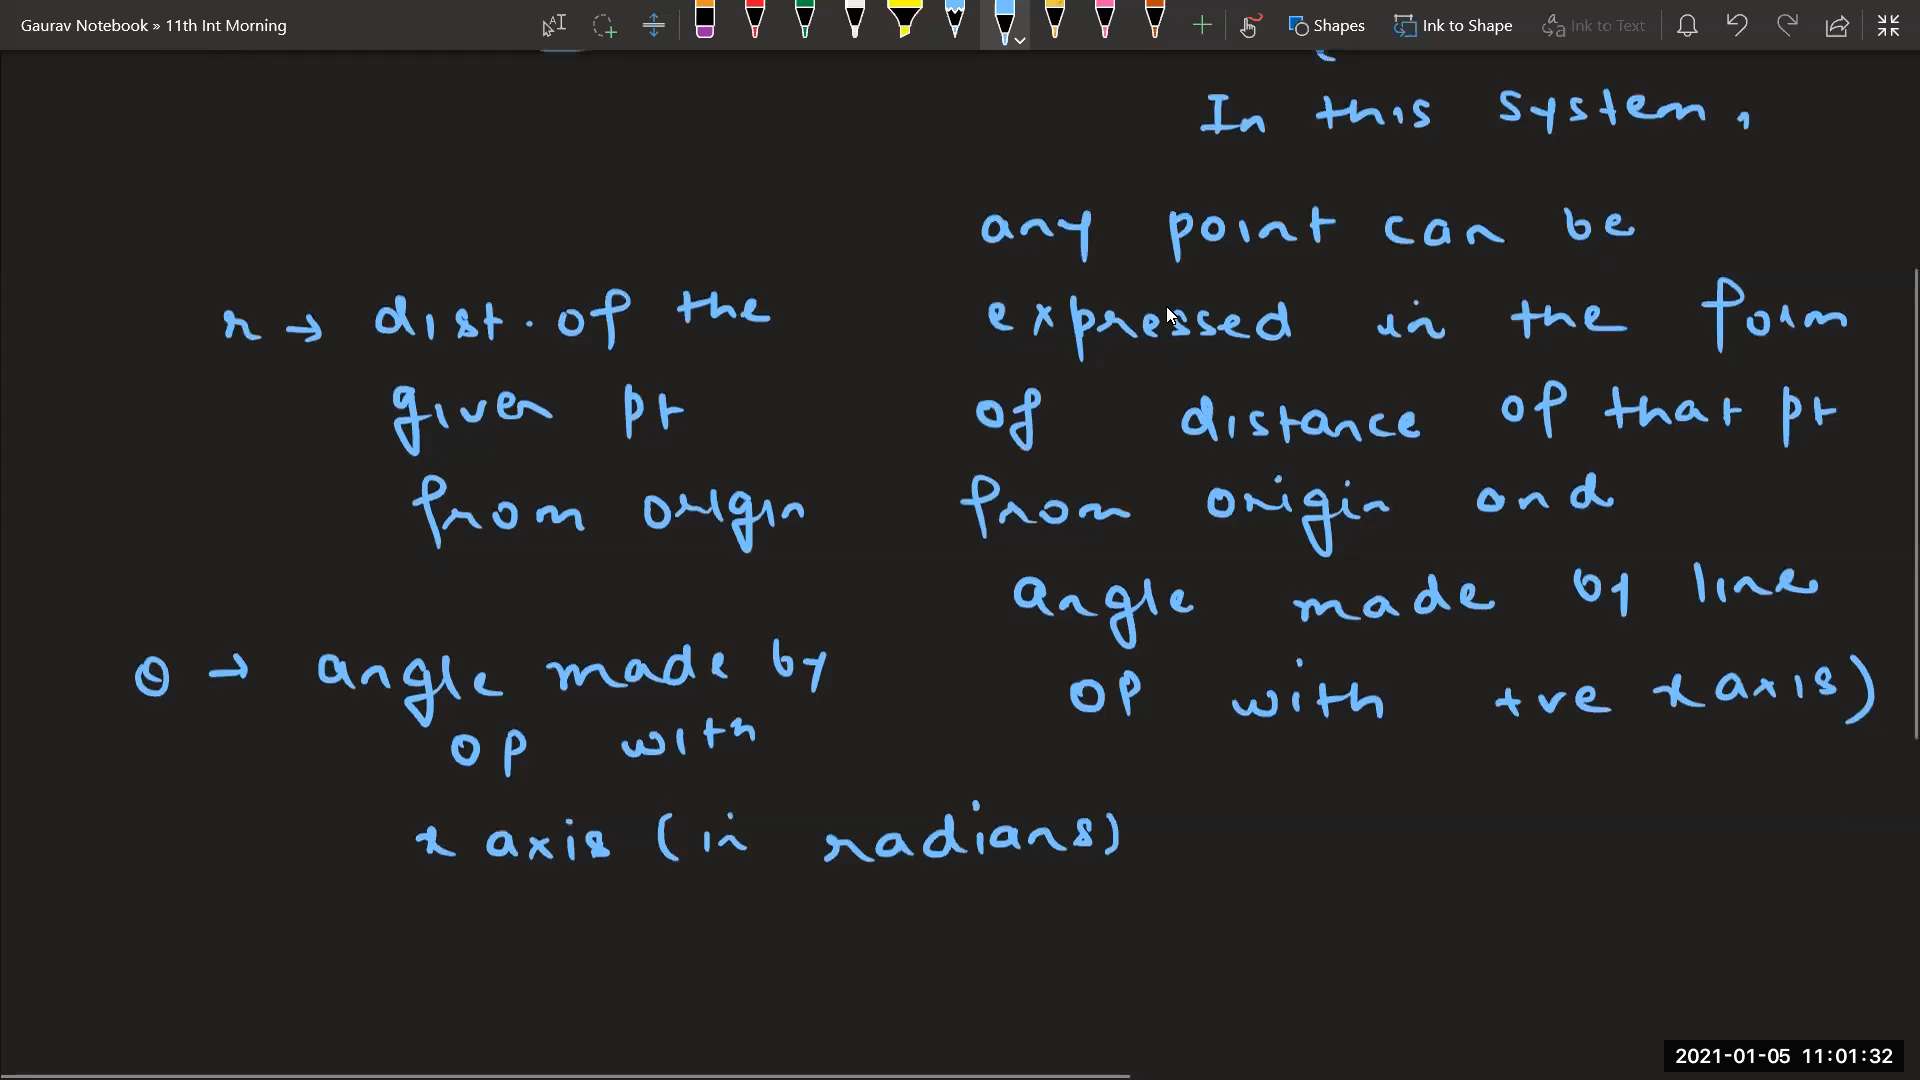 Gaurav Notebook » 11th Int Morning
Shapes
Ink to Shape
Ink to Text
In this system,
any point can be
expressed in the form
of distance of that pt
from origin and
angle made by line
OP with +ve x axis)
r → dist. of the
given pt
from origin
θ → angle made by
OP with
x axis (in radians)
2021-01-05 11:01:32